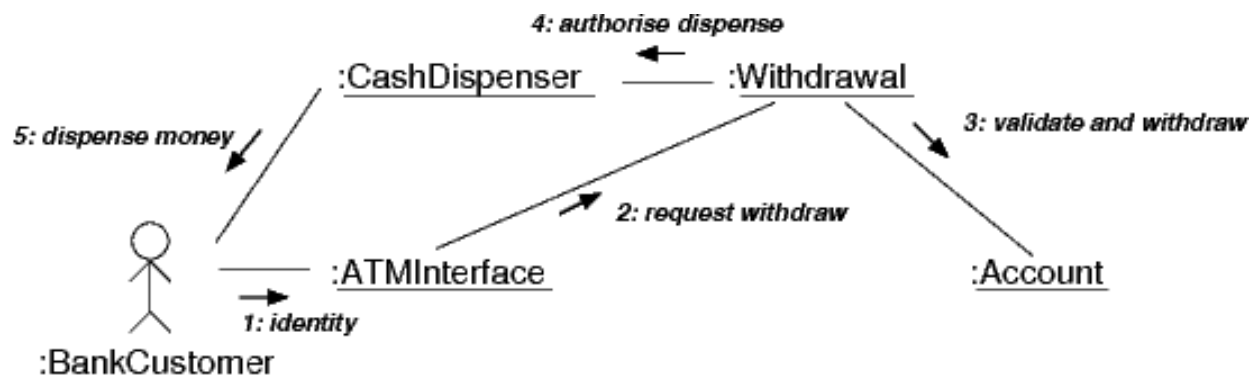 4: authorise dispense
:CashDispenser
:Withdrawal
5: dispense money
3: validate and withdraw
2: request withdraw
:ATMInterface
:Account
1: identity
:BankCustomer